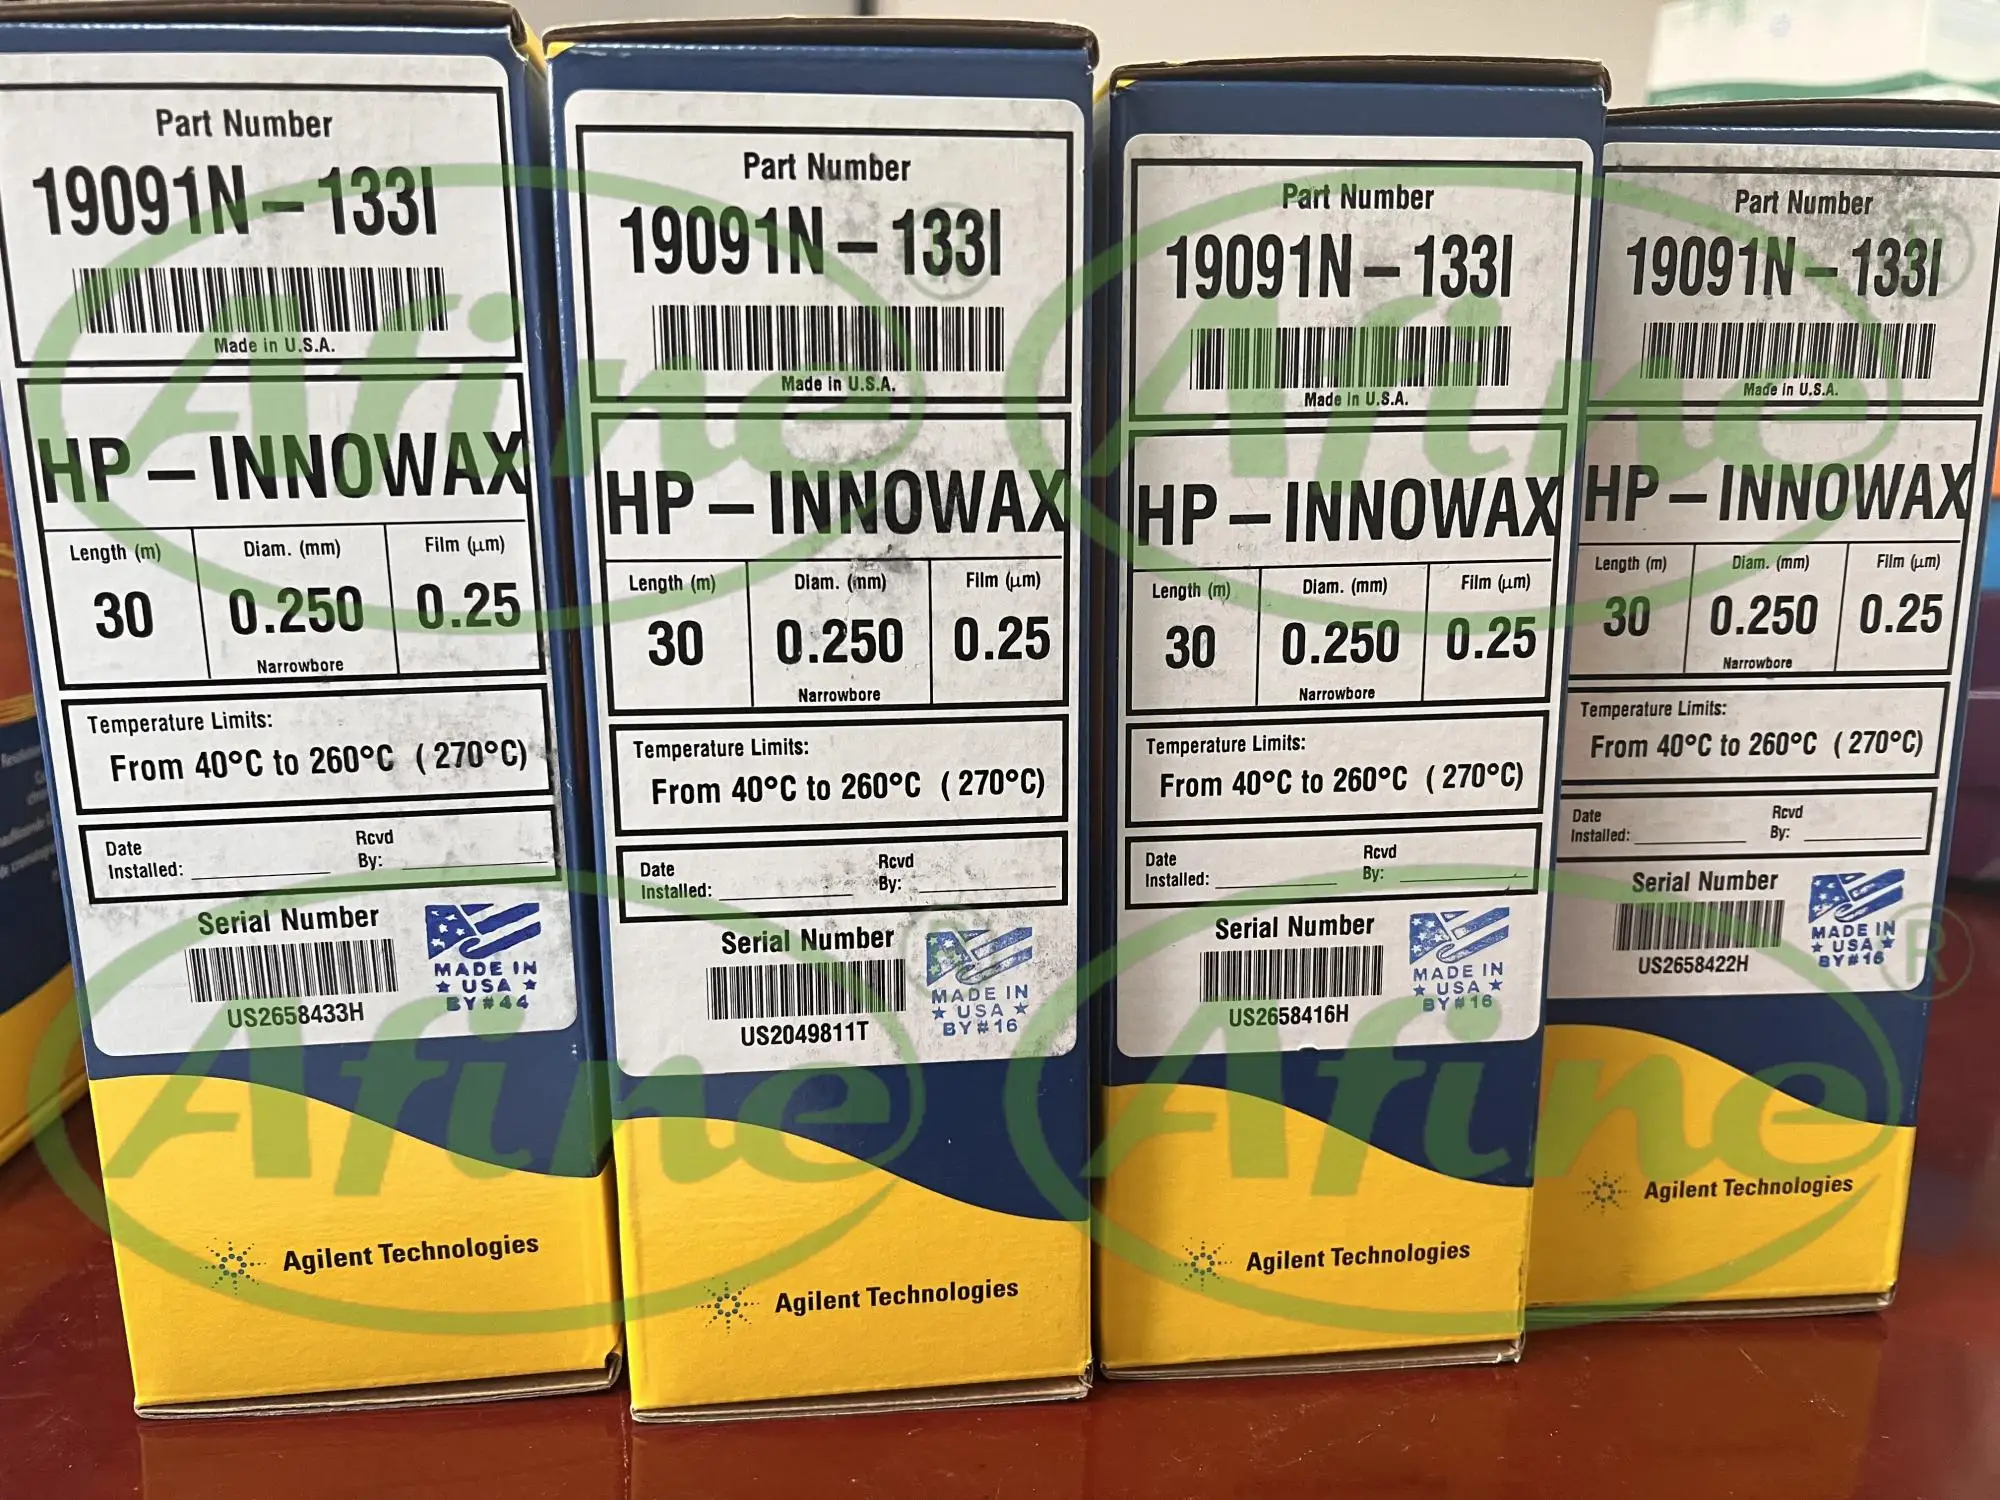 Part Number
19091N – 133I
Made in U.S.A.
HP – INNOWAX
Length (m) Diam. (mm) Film (μm)
30 0.250 0.25
Narrowbore
Temperature Limits:
From 40°C to 260°C ( 270°C)
Date Installed: Rcvd By:
Serial Number
US2658433H
MADE IN
★ USA ★
BY#44
Agilent Technologies
Part Number
19091N – 133I
Made in U.S.A.
HP – INNOWAX
Length (m) Diam. (mm) Film (μm)
30 0.250 0.25
Narrowbore
Temperature Limits:
From 40°C to 260°C ( 270°C)
Date Installed: Rcvd By:
Serial Number
US2049811T
MADE IN
★ USA ★
BY#16
Agilent Technologies
Part Number
19091N – 133I
Made in U.S.A.
HP – INNOWAX
Length (m) Diam. (mm) Film (μm)
30 0.250 0.25
Narrowbore
Temperature Limits:
From 40°C to 260°C ( 270°C)
Date Installed: Rcvd By:
Serial Number
US2658416H
MADE IN
★ USA ★
BY#16
Agilent Technologies
Part Number
19091N – 133I
Made in U.S.A.
HP – INNOWAX
Length (m) Diam. (mm) Film (μm)
30 0.250 0.25
Narrowbore
Temperature Limits:
From 40°C to 260°C ( 270°C)
Date Installed: Rcvd By:
Serial Number
US2658422H
MADE IN
★ USA ★
BY#16
Agilent Technologies
Afine ®
Afine ®
Afine ®
Afine ®